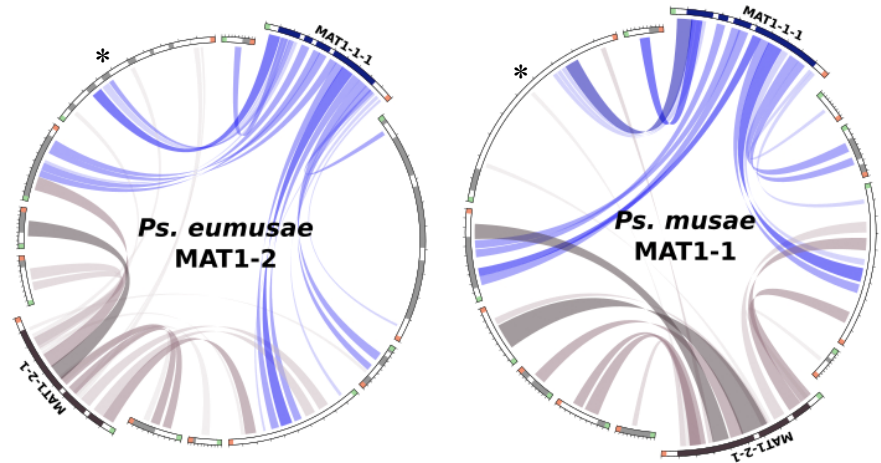 *
MAT1-1-1
Ps. eumusae
MAT1-2
MAT1-2-1
*
MAT1-1-1
Ps. musae
MAT1-1
MAT1-2-1